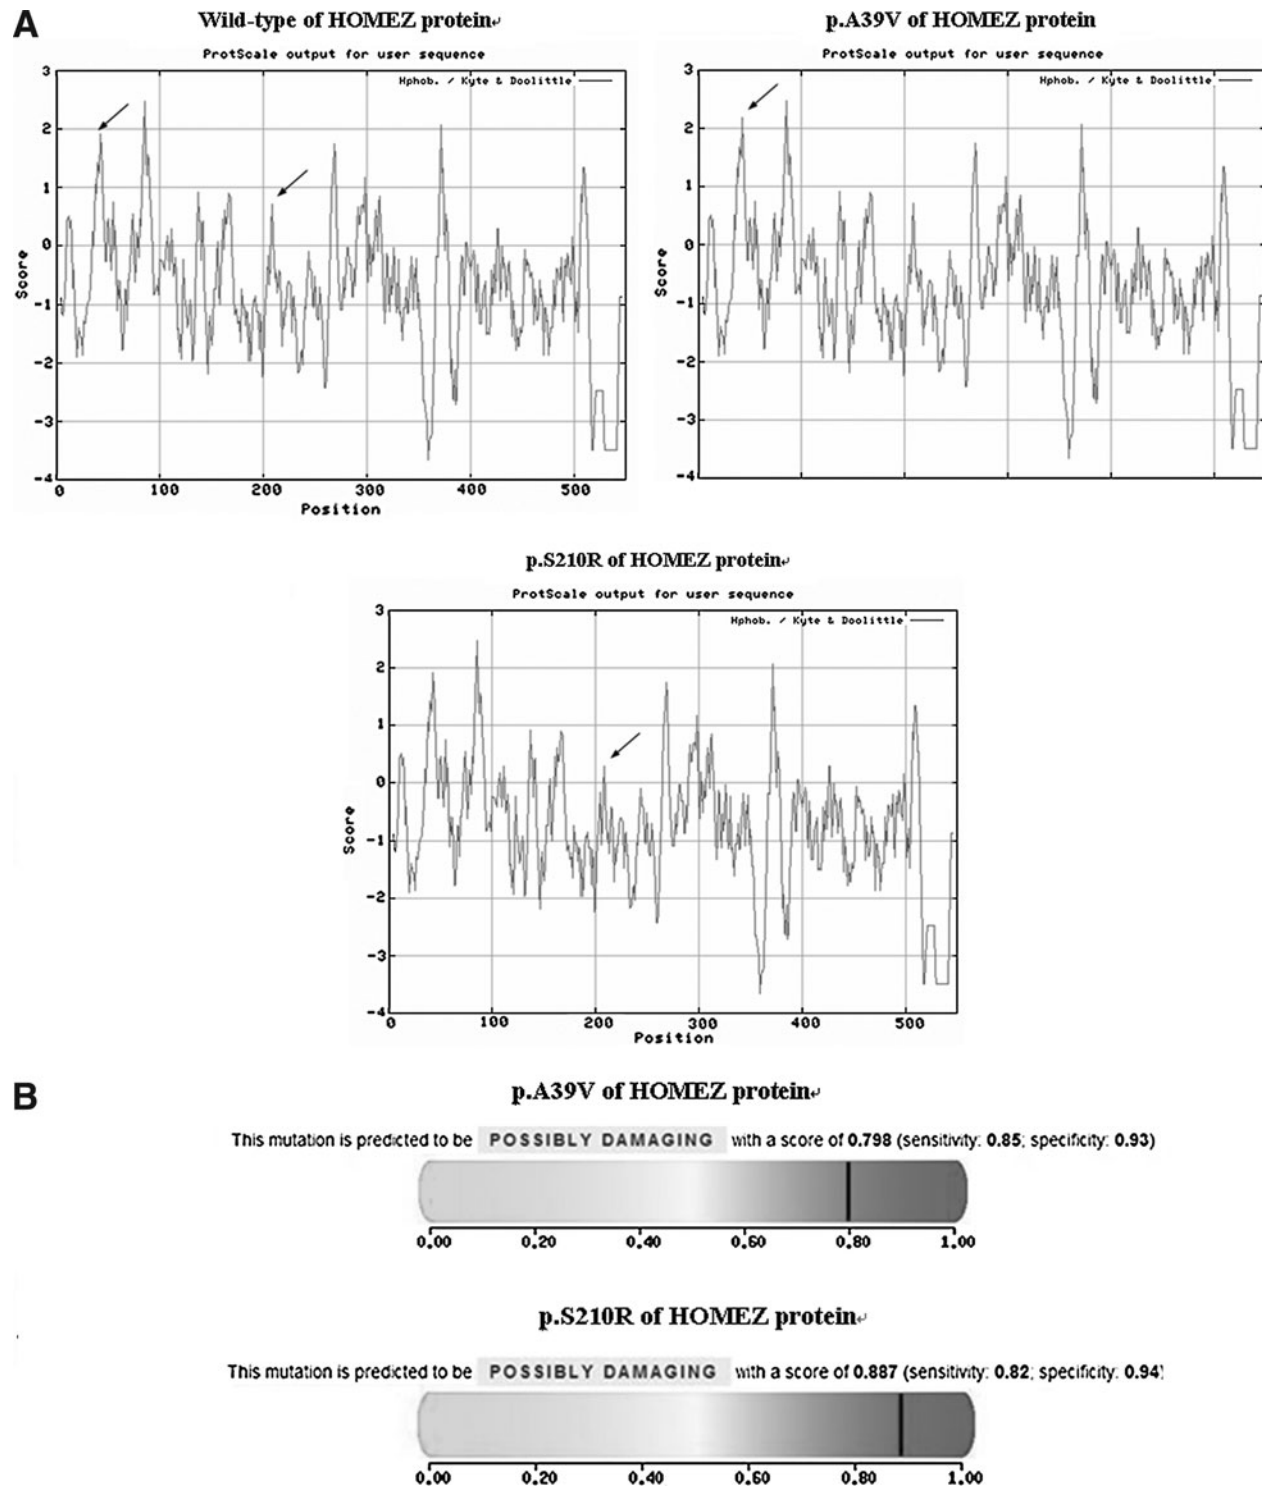 A
Wild-type of HOMEZ protein↵
ProtScale output for user sequence
Hphob. / Kyte & Doolittle
3
2
1
0
-1
-2
-3
-4
Score
0 100 200 300 400 500
Position
p.A39V of HOMEZ protein
ProtScale output for user sequence
Hphob. / Kyte & Doolittle
3
2
1
0
-1
-2
-3
-4
Score
p.S210R of HOMEZ protein↵
ProtScale output for user sequence
Hphob. / Kyte & Doolittle
3
2
1
0
-1
-2
-3
-4
Score
0 100 200 300 400 500
Position
B
p.A39V of HOMEZ protein↵
This mutation is predicted to be POSSIBLY DAMAGING with a score of 0.798 (sensitivity: 0.85; specificity: 0.93)
0.00 0.20 0.40 0.60 0.80 1.00
p.S210R of HOMEZ protein↵
This mutation is predicted to be POSSIBLY DAMAGING with a score of 0.887 (sensitivity: 0.82; specificity: 0.94)
0.00 0.20 0.40 0.60 0.80 1.00